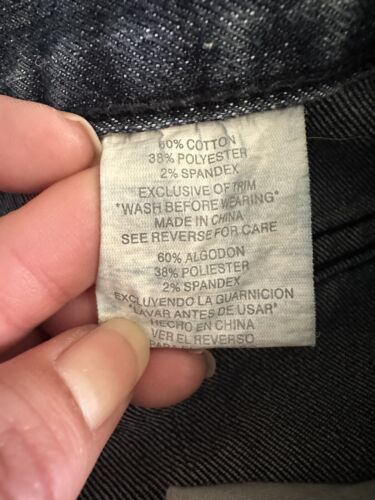 60% COTTON
38% POLYESTER
2% SPANDEX
EXCLUSIVE OF TRIM
*WASH BEFORE WEARING*
MADE IN CHINA
SEE REVERSE FOR CARE
60% ALGODON
38% POLIESTER
2% SPANDEX
EXCLUYENDO LA GUARNICION
*LAVAR ANTES DE USAR*
HECHO EN CHINA
VER EL REVERSO
PARA